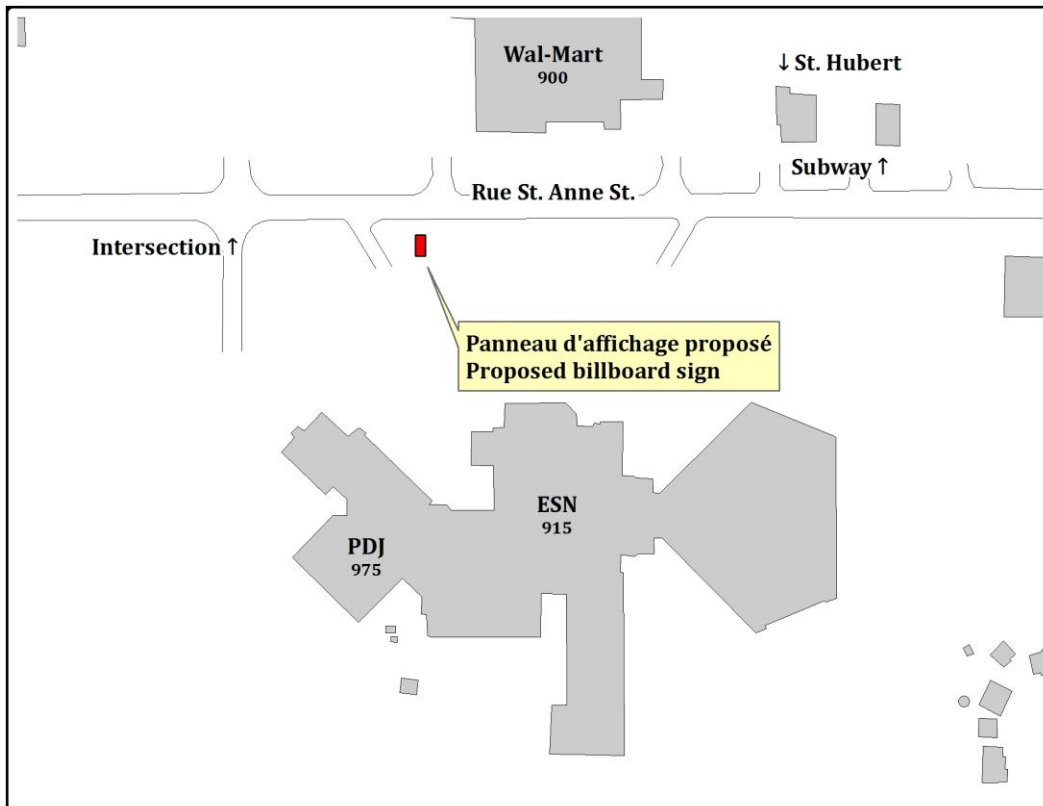 Wal-Mart
900
↓ St. Hubert
Subway ↑
Rue St. Anne St.
Intersection ↑
Panneau d'affichage proposé
Proposed billboard sign
ESN
915
PDJ
975